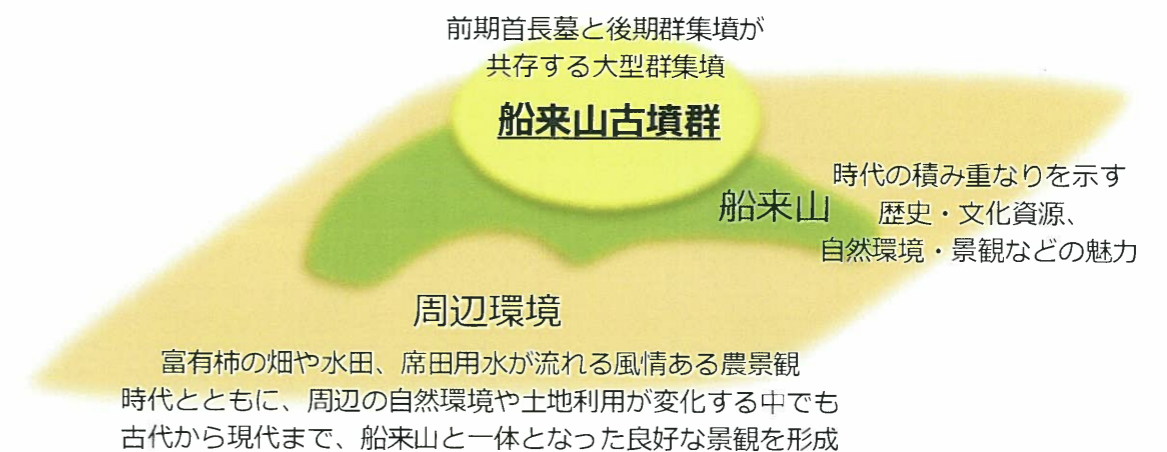 前期首長墓と後期群集墳が
共存する大型群集墳
船来山古墳群
船来山
時代の積み重なりを示す
歴史・文化資源、
自然環境・景観などの魅力
周辺環境
富有柿の畑や水田、席田用水が流れる風情ある農景観
時代とともに、周辺の自然環境や土地利用が変化する中でも
古代から現代まで、船来山と一体となった良好な景観を形成